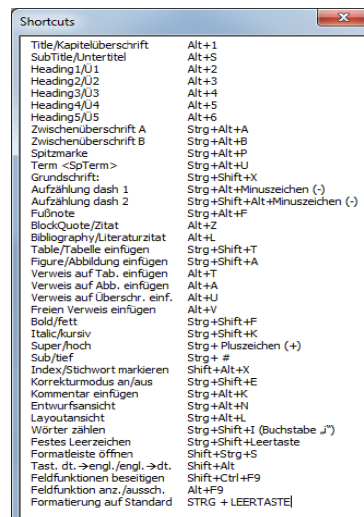 Shortcuts
Title/Kapitelüberschrift Alt+1
SubTitle/Untertitel Alt+S
Heading1/Ü1 Alt+2
Heading2/Ü2 Alt+3
Heading3/Ü3 Alt+4
Heading4/Ü4 Alt+5
Heading5/Ü5 Alt+6
Zwischenüberschrift A Strg+Alt+A
Zwischenüberschrift B Strg+Alt+B
Spitzmarke Strg+Alt+P
Term <SpTerm> Strg+Alt+U
Grundschrift: Strg+Shift+X
Aufzählung dash 1 Strg+Alt+Minuszeichen (-)
Aufzählung dash 2 Strg+Shift+Alt+Minuszeichen (-)
Fußnote Strg+Alt+F
BlockQuote/Zitat Alt+Z
Bibliography/Literaturzitat Alt+L
Table/Tabelle einfügen Strg+Shift+T
Figure/Abbildung einfügen Strg+Shift+A
Verweis auf Tab. einfügen Alt+T
Verweis auf Abb. einfügen Alt+A
Verweis auf Überschr. einf. Alt+U
Freien Verweis einfügen Alt+V
Bold/fett Strg+Shift+F
Italic/kursiv Strg+Shift+K
Super/hoch Strg+ Pluszeichen (+)
Sub/tief Strg+ #
Index/Stichwort markieren Shift+Alt+X
Korrekturmodus an/aus Strg+Shift+E
Kommentar einfügen Strg+Alt+K
Entwurfsansicht Strg+Alt+N
Layoutansicht Strg+Alt+L
Wörter zählen Strg+Shift+I (Buchstabe „i“)
Festes Leerzeichen Strg+Shift+Leertaste
Formatleiste öffnen Shift+Strg+S
Tast. dt.→engl./engl.→dt. Shift+Alt
Feldfunktionen beseitigen Shift+Ctrl+F9
Feldfunktion anz./aussch. Alt+F9
Formatierung auf Standard STRG + LEERTASTE